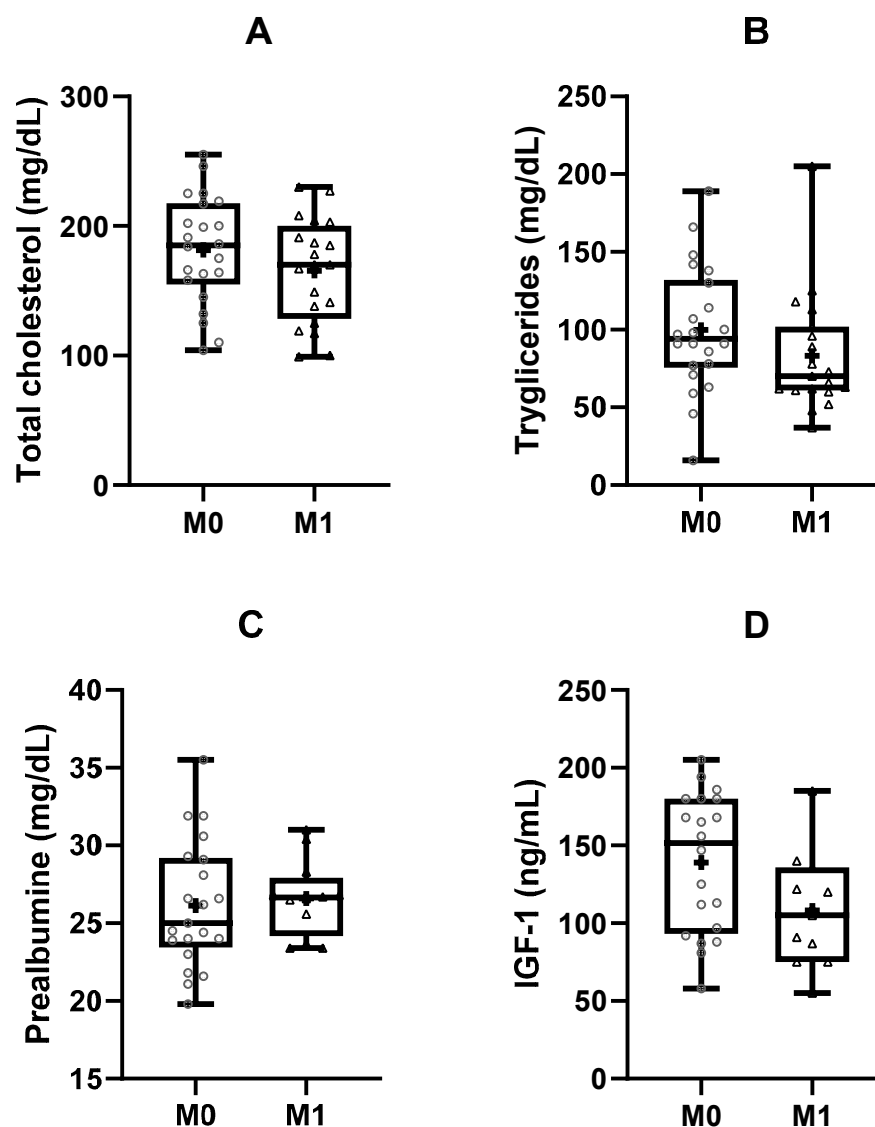 A
Total cholesterol (mg/dL)
300
200
100
0
M0 M1
B
Tryglicerides (mg/dL)
250
200
150
100
50
0
M0 M1
C
Prealbumine (mg/dL)
40
35
30
25
20
15
M0 M1
D
IGF-1 (ng/mL)
250
200
150
100
50
0
M0 M1